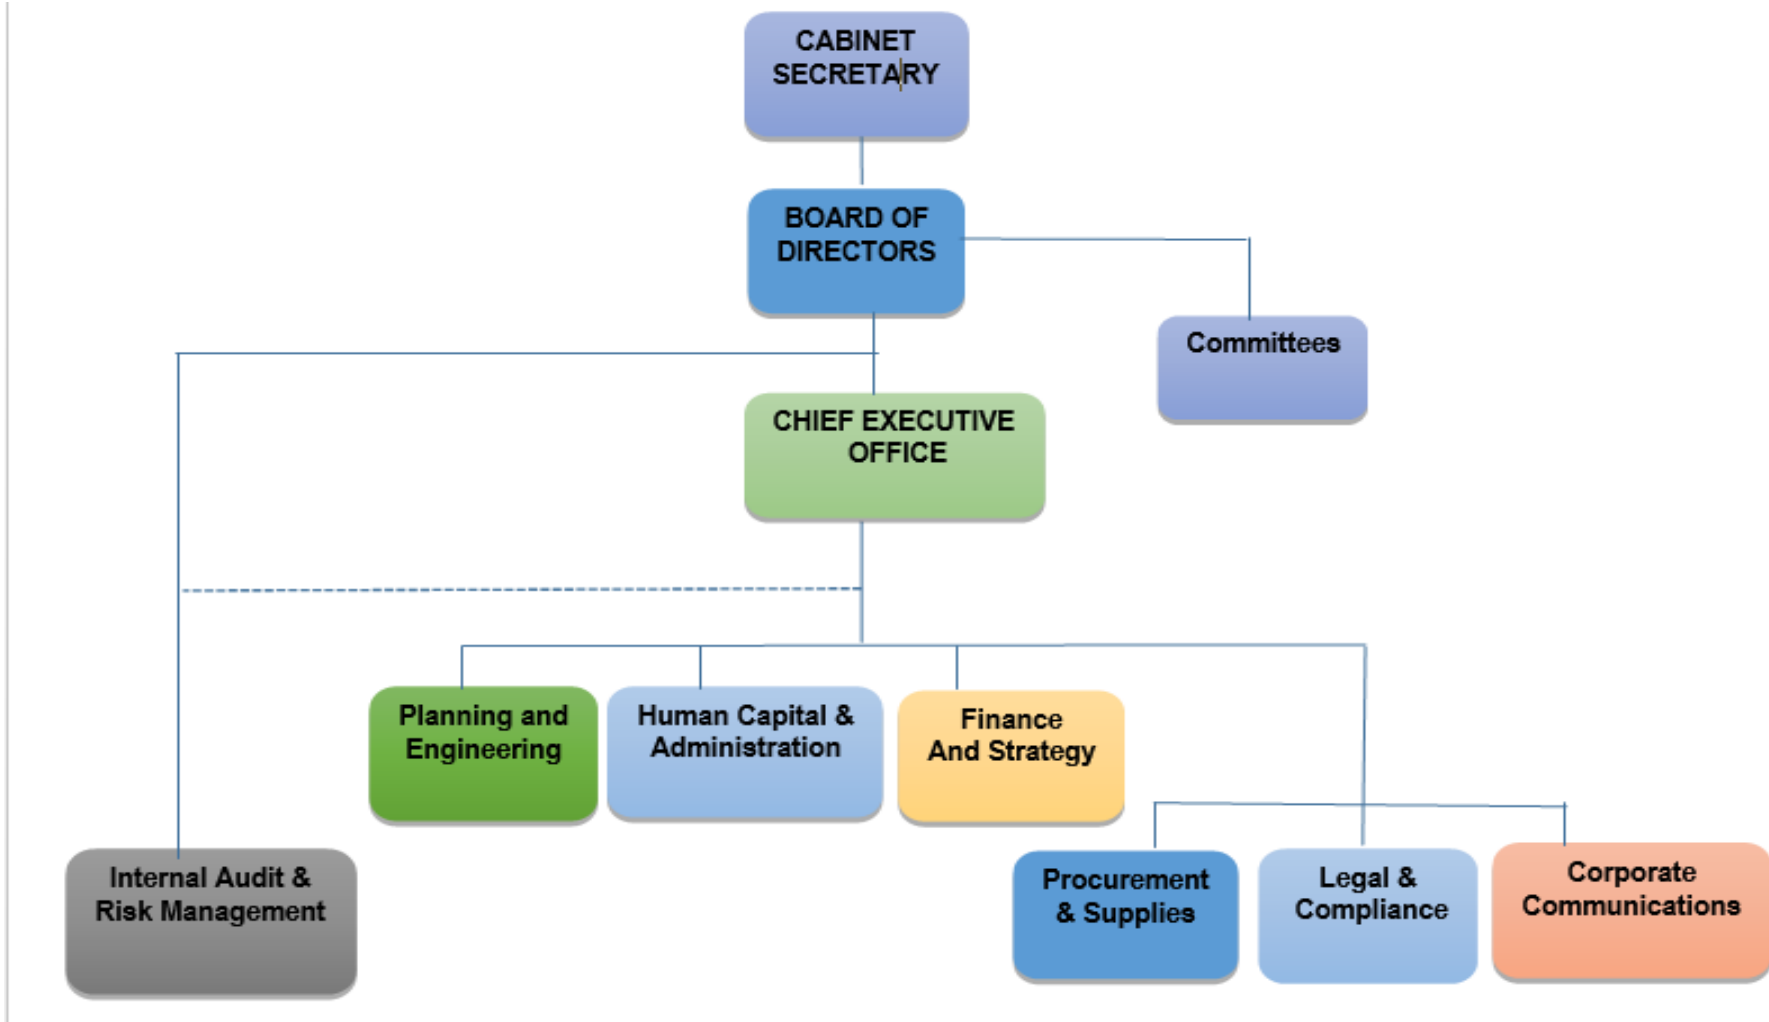 CABINET
SECRETARY
BOARD OF
DIRECTORS
Committees
CHIEF EXECUTIVE
OFFICE
Planning and
Engineering
Human Capital &
Administration
Finance
And Strategy
Internal Audit &
Risk Management
Procurement
& Supplies
Legal &
Compliance
Corporate
Communications